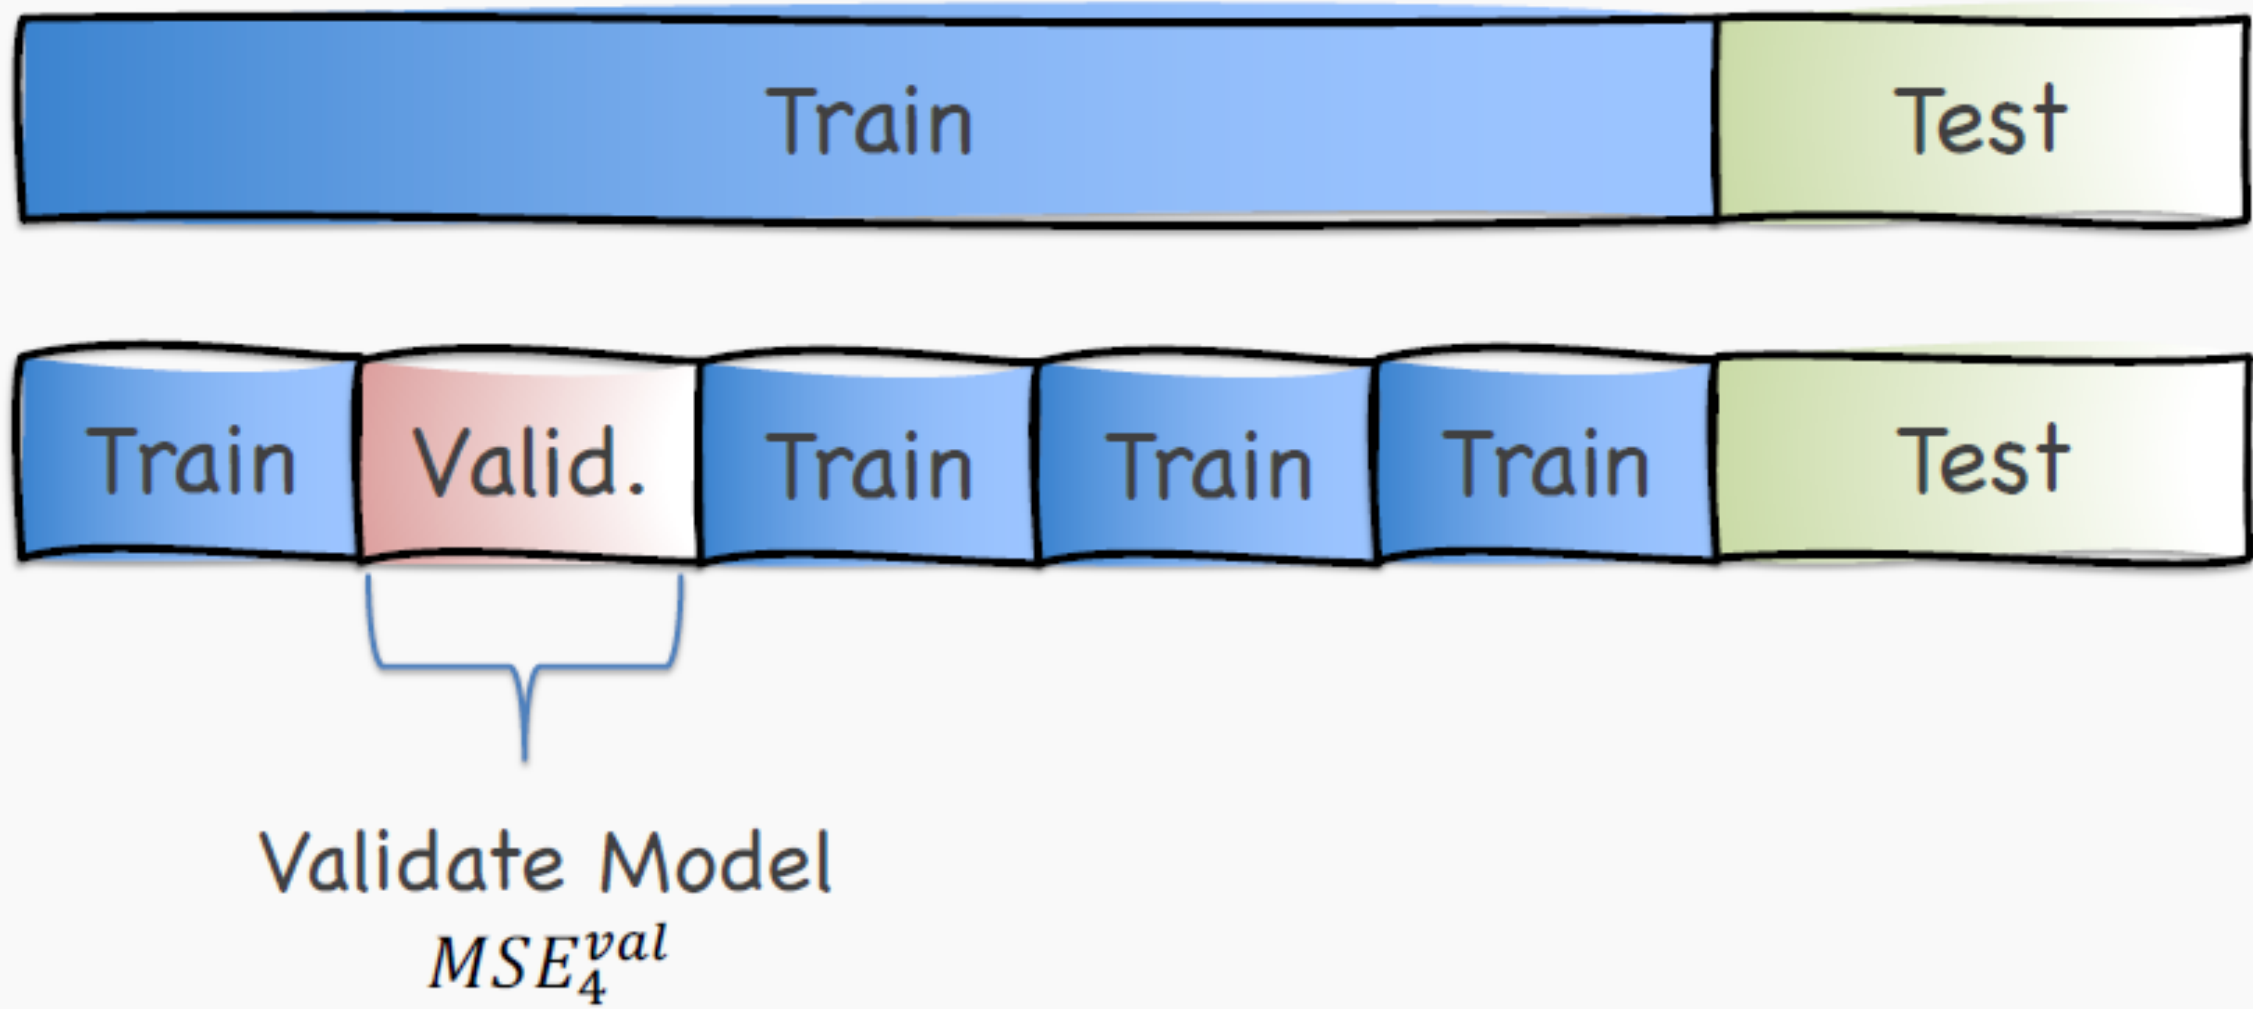 Train Test
Train Valid. Train Train Train Test
Validate Model
$MSE_4^{val}$